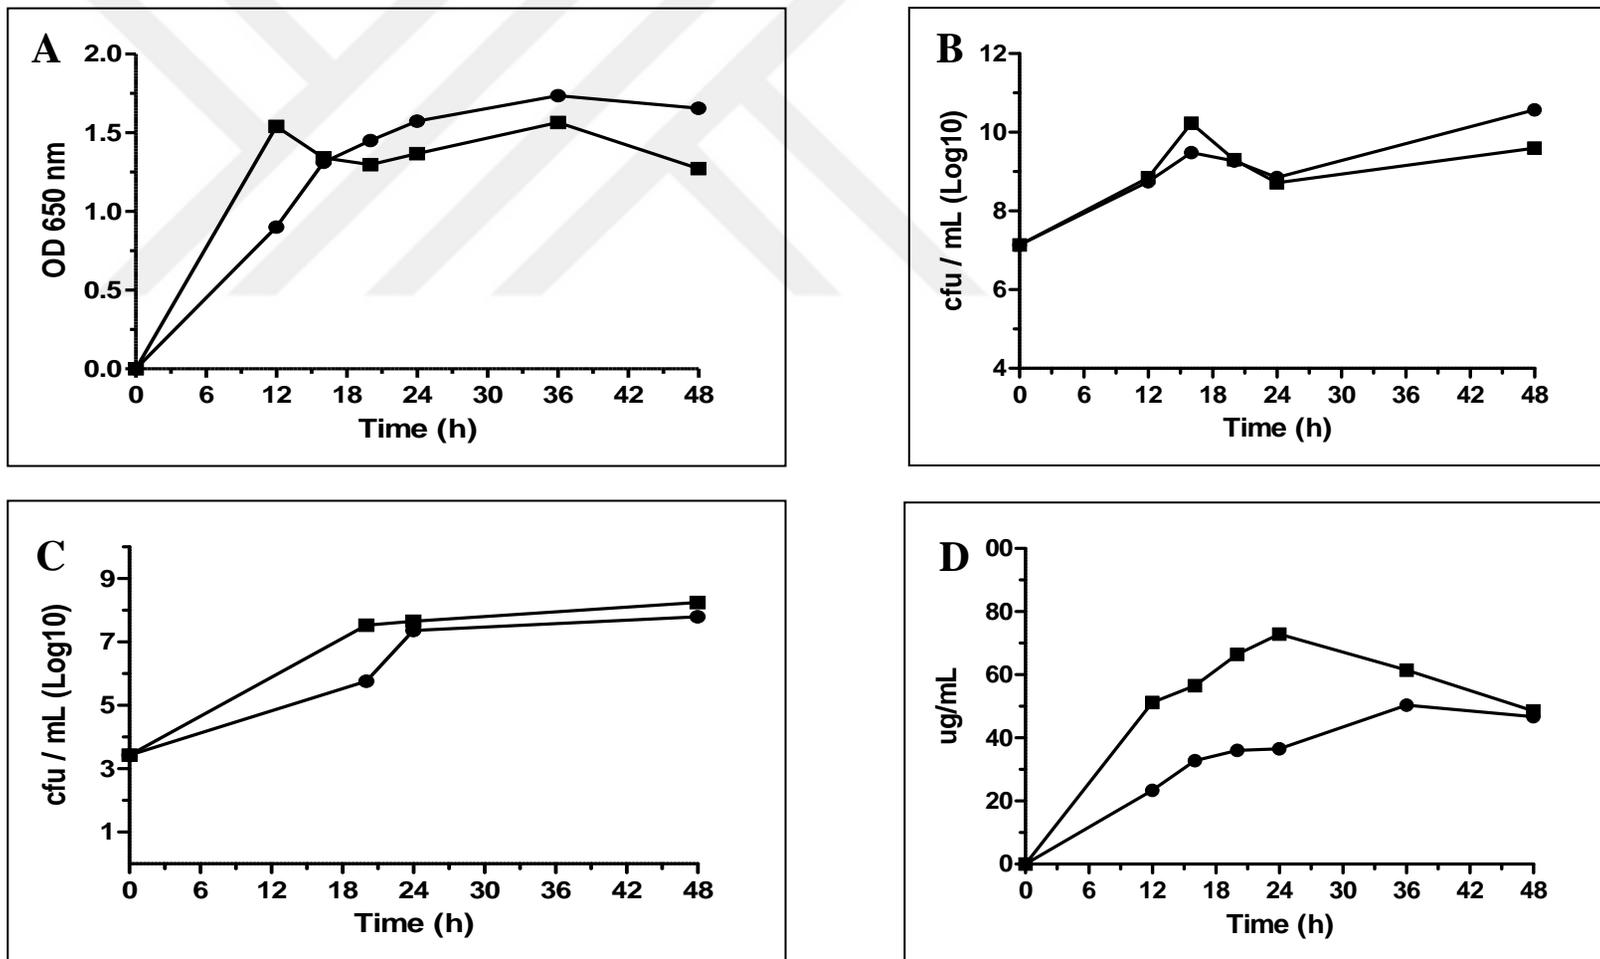 A
2.0
1.5
1.0
0.5
0.0
OD 650 nm
0 6 12 18 24 30 36 42 48
Time (h)
B
12
10
8
6
4
cfu / mL (Log10)
0 6 12 18 24 30 36 42 48
Time (h)
C
9
7
5
3
1
cfu / mL (Log10)
0 6 12 18 24 30 36 42 48
Time (h)
D
00
80
60
40
20
0
ug/mL
0 6 12 18 24 30 36 42 48
Time (h)